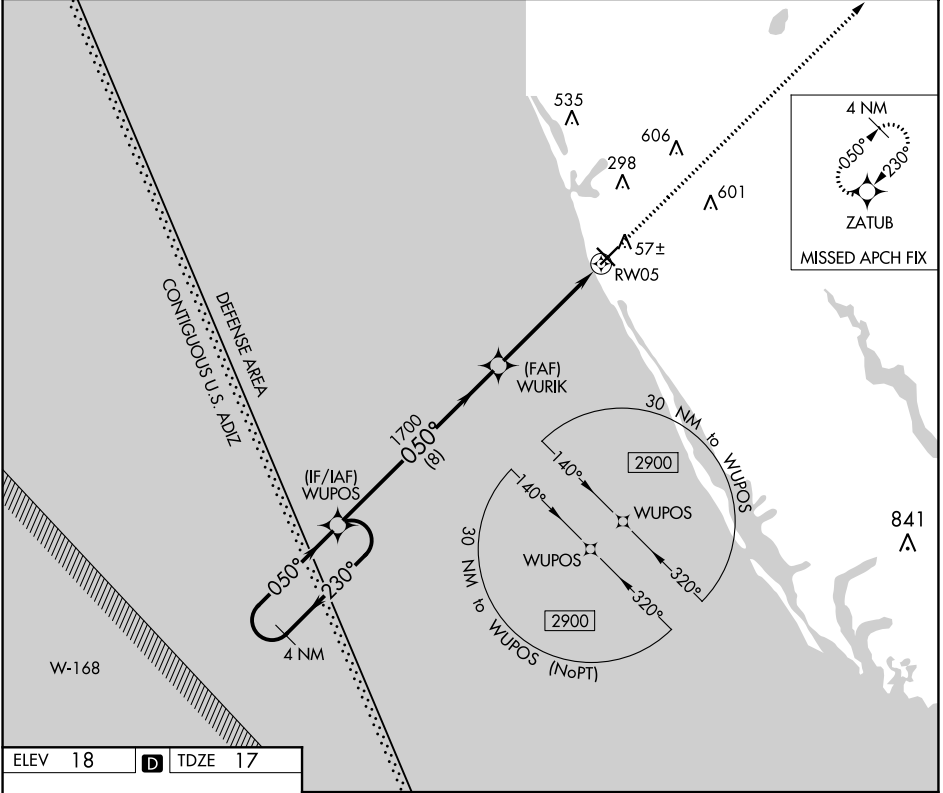 535
606
298
601
57±
RW05
4 NM
050°
230°
ZATUB
MISSED APCH FIX
DEFENSE AREA
CONTIGUOUS U.S. ADIZ
(FAF)
WURIK
1700
050°
(8)
(IF/IAF)
WUPOS
050°
230°
4 NM
30 NM to WUPOS
140°
2900
WUPOS
320°
140°
WUPOS
320°
2900
30 NM to WUPOS (NoPT)
841
W-168
ELEV 18 D TDZE 17